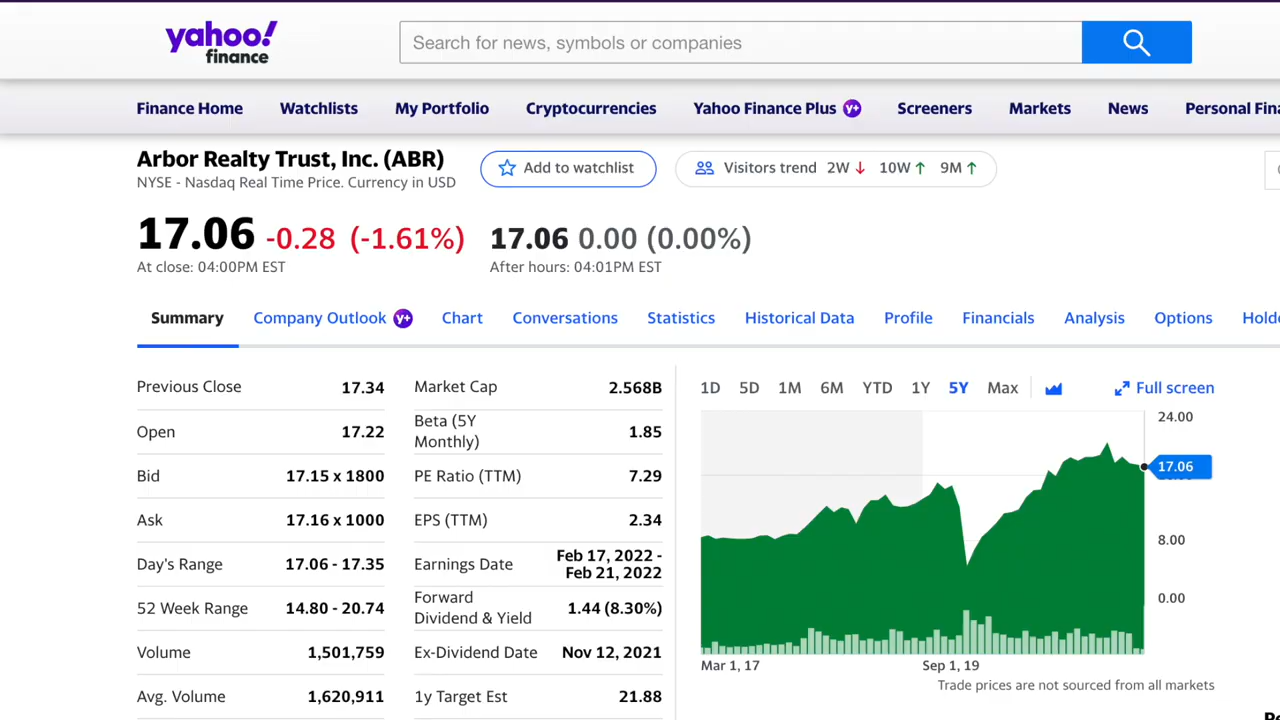 yahoo!
finance
Search for news, symbols or companies
Finance Home Watchlists My Portfolio Cryptocurrencies Yahoo Finance Plus y+ Screeners Markets News Personal
Arbor Realty Trust, Inc. (ABR)
NYSE - Nasdaq Real Time Price. Currency in USD
Add to watchlist
Visitors trend 2W ↓ 10W ↑ 9M ↑
17.06 -0.28 (-1.61%)
At close: 04:00PM EST
17.06 0.00 (0.00%)
After hours: 04:01PM EST
Summary Company Outlook y+ Chart Conversations Statistics Historical Data Profile Financials Analysis Options
Previous Close 17.34
Open 17.22
Bid 17.15 x 1800
Ask 17.16 x 1000
Day's Range 17.06 - 17.35
52 Week Range 14.80 - 20.74
Volume 1,501,759
Avg. Volume 1,620,911
Market Cap 2.568B
Beta (5Y
Monthly) 1.85
PE Ratio (TTM) 7.29
EPS (TTM) 2.34
Earnings Date Feb 17, 2022 -
Feb 21, 2022
Forward
Dividend & Yield 1.44 (8.30%)
Ex-Dividend Date Nov 12, 2021
1y Target Est 21.88
1D 5D 1M 6M YTD 1Y 5Y Max Full screen
24.00
17.06
8.00
0.00
Mar 1, 17 Sep 1, 19
Trade prices are not sourced from all markets